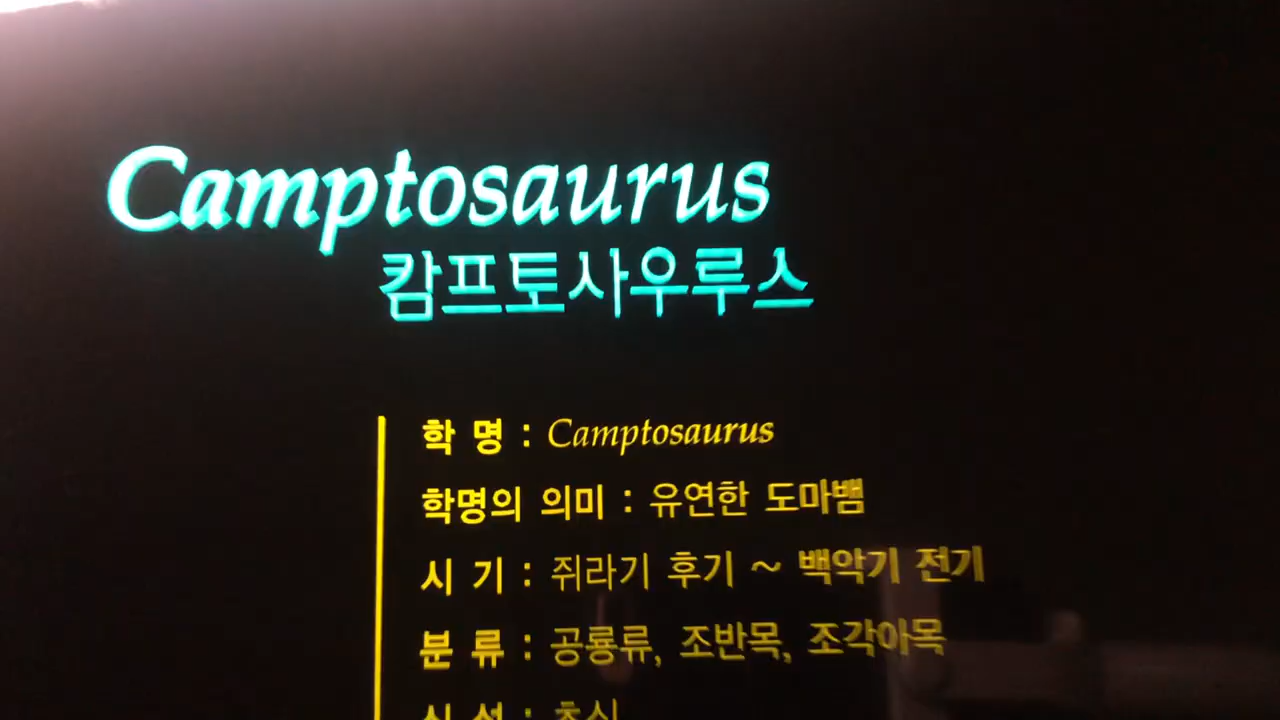 Camptosaurus
캄프토사우루스
학 명 : Camptosaurus
학명의 의미 : 유연한 도마뱀
시 기 : 쥐라기 후기 ~ 백악기 전기
분 류 : 공룡류, 조반목, 조각아목